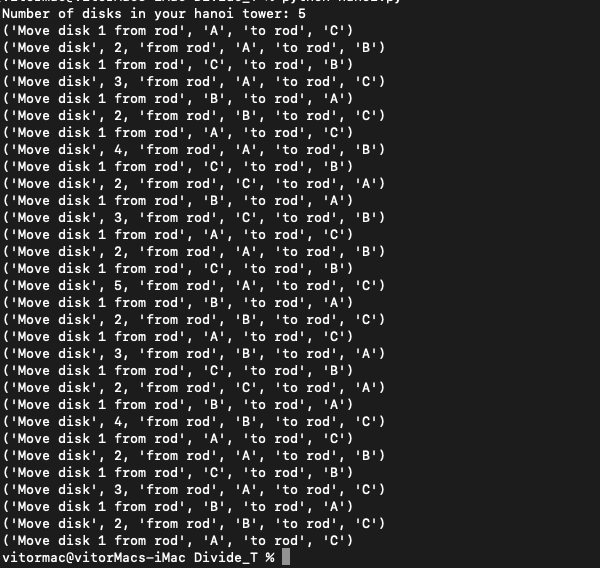 Number of disks in your hanoi tower: 5
('Move disk 1 from rod', 'A', 'to rod', 'C')
('Move disk', 2, 'from rod', 'A', 'to rod', 'B')
('Move disk 1 from rod', 'C', 'to rod', 'B')
('Move disk', 3, 'from rod', 'A', 'to rod', 'C')
('Move disk 1 from rod', 'B', 'to rod', 'A')
('Move disk', 2, 'from rod', 'B', 'to rod', 'C')
('Move disk 1 from rod', 'A', 'to rod', 'C')
('Move disk', 4, 'from rod', 'A', 'to rod', 'B')
('Move disk 1 from rod', 'C', 'to rod', 'B')
('Move disk', 2, 'from rod', 'C', 'to rod', 'A')
('Move disk 1 from rod', 'B', 'to rod', 'A')
('Move disk', 3, 'from rod', 'C', 'to rod', 'B')
('Move disk 1 from rod', 'A', 'to rod', 'C')
('Move disk', 2, 'from rod', 'A', 'to rod', 'B')
('Move disk 1 from rod', 'C', 'to rod', 'B')
('Move disk', 5, 'from rod', 'A', 'to rod', 'C')
('Move disk 1 from rod', 'B', 'to rod', 'A')
('Move disk', 2, 'from rod', 'B', 'to rod', 'C')
('Move disk 1 from rod', 'A', 'to rod', 'C')
('Move disk', 3, 'from rod', 'B', 'to rod', 'A')
('Move disk 1 from rod', 'C', 'to rod', 'B')
('Move disk', 2, 'from rod', 'C', 'to rod', 'A')
('Move disk 1 from rod', 'B', 'to rod', 'A')
('Move disk', 4, 'from rod', 'B', 'to rod', 'C')
('Move disk 1 from rod', 'A', 'to rod', 'C')
('Move disk', 2, 'from rod', 'A', 'to rod', 'B')
('Move disk 1 from rod', 'C', 'to rod', 'B')
('Move disk', 3, 'from rod', 'A', 'to rod', 'C')
('Move disk 1 from rod', 'B', 'to rod', 'A')
('Move disk', 2, 'from rod', 'B', 'to rod', 'C')
('Move disk 1 from rod', 'A', 'to rod', 'C')
vitormac@vitorMacs-iMac Divide_T %